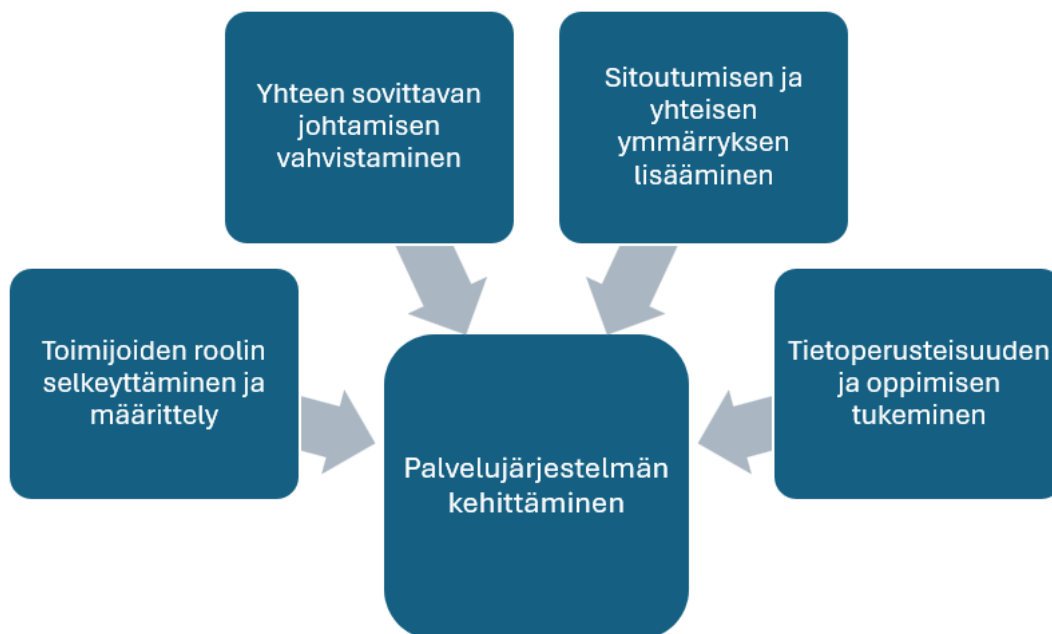 Yhteen sovittavan
johtamisen
vahvistaminen
Sitoutumisen ja
yhteisen
ymmärryksen
lisääminen
Toimijoiden roolin
selkeyttäminen ja
määrittely
Tietoperusteisuuden
ja oppimisen
tukeminen
Palvelujärjestelmän
kehittäminen